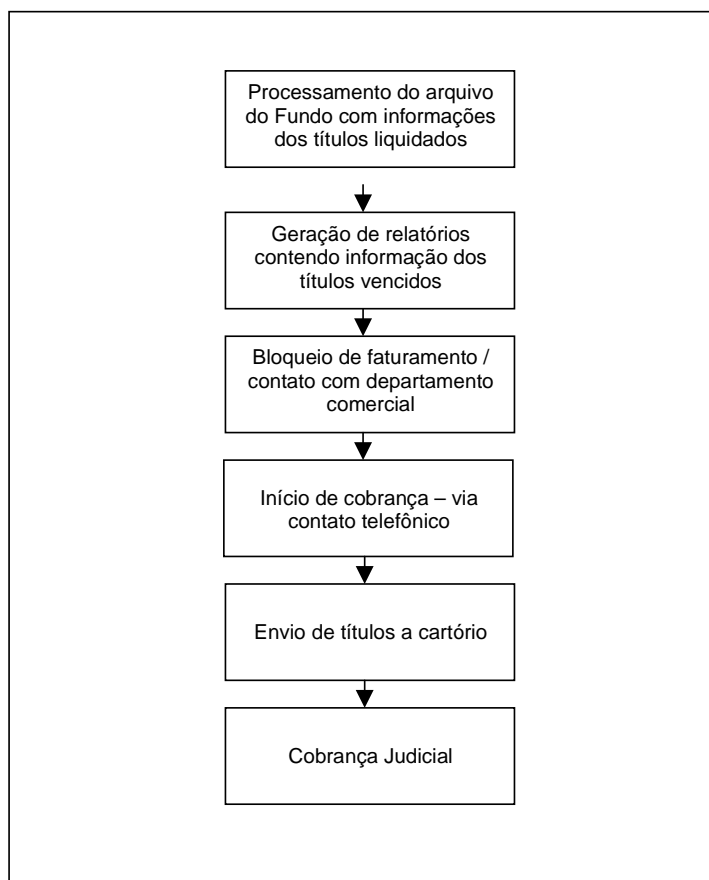 Processamento do arquivo
do Fundo com informações
dos títulos liquidados
Geração de relatórios
contendo informação dos
títulos vencidos
Bloqueio de faturamento /
contato com departamento
comercial
Início de cobrança – via
contato telefônico
Envio de títulos a cartório
Cobrança Judicial